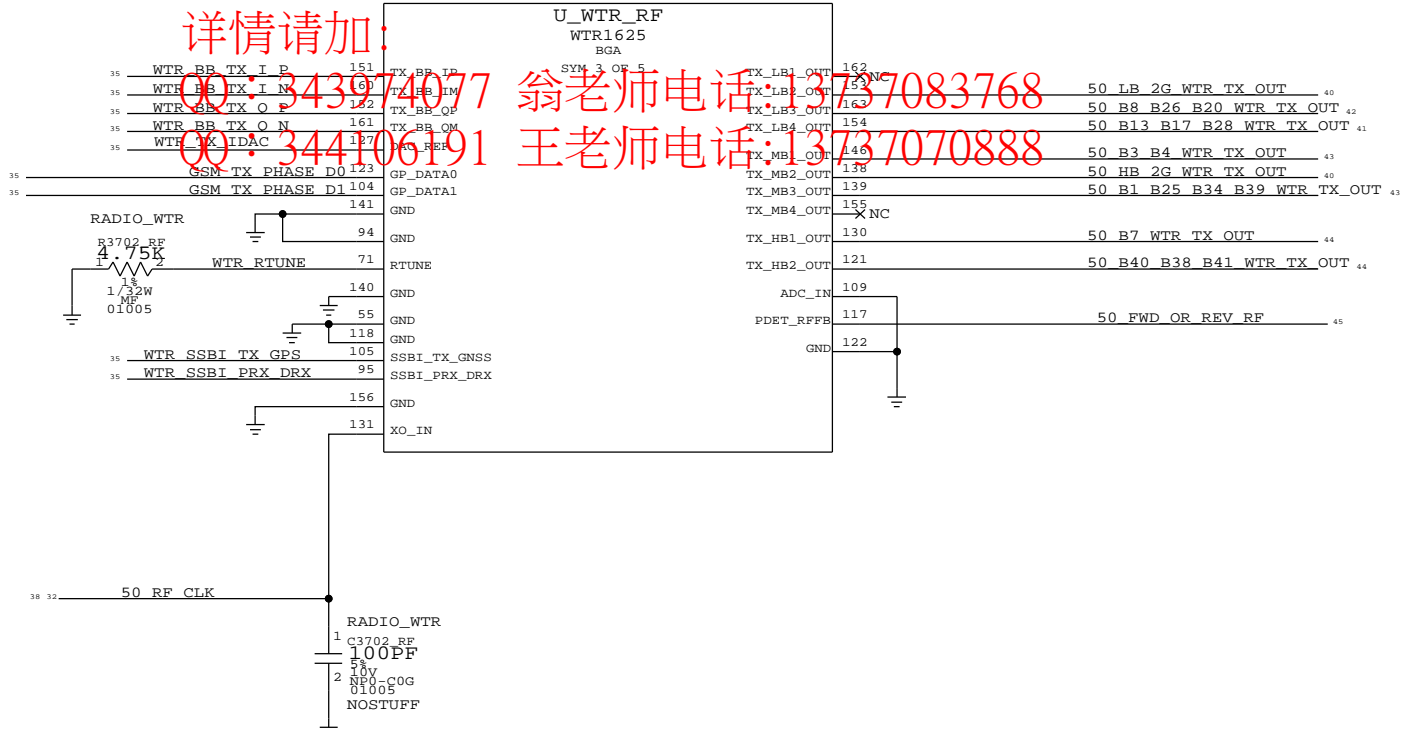 U_WTR_RF
WTR1625
BGA
SYM 3 OF 5
详情请加:
QQ：343974077 翁老师电话:13737083768
QQ：344106191 王老师电话:13737070888
35 WTR_BB_TX_I_P 151 TX_BB_IP
35 WTR_BB_TX_I_N 160 TX_BB_IM
35 WTR_BB_TX_Q_P 152 TX_BB_QP
35 WTR_BB_TX_Q_N 161 TX_BB_QM
35 WTR_TX_IDAC 127 DAC_REF
35 GSM_TX_PHASE_D0 123 GP_DATA0
35 GSM_TX_PHASE_D1 104 GP_DATA1
141 GND
94 GND
RADIO_WTR
R3702_RF
4.75K
1 2
1%
1/32W
MF
01005
WTR_RTUNE 71 RTUNE
140 GND
55 GND
118 GND
35 WTR_SSBI_TX_GPS 105 SSBI_TX_GNSS
35 WTR_SSBI_PRX_DRX 95 SSBI_PRX_DRX
156 GND
131 XO_IN
TX_LB1_OUT 162 NC
TX_LB2_OUT 153 50_LB_2G_WTR_TX_OUT 40
TX_LB3_OUT 163 50_B8_B26_B20_WTR_TX_OUT 42
TX_LB4_OUT 154 50_B13_B17_B28_WTR_TX_OUT 41
TX_MB1_OUT 146 50_B3_B4_WTR_TX_OUT 43
TX_MB2_OUT 138 50_HB_2G_WTR_TX_OUT 40
TX_MB3_OUT 139 50_B1_B25_B34_B39_WTR_TX_OUT 43
TX_MB4_OUT 155 NC
TX_HB1_OUT 130 50_B7_WTR_TX_OUT 44
TX_HB2_OUT 121 50_B40_B38_B41_WTR_TX_OUT 44
ADC_IN 109
PDET_RFFB 117 50_FWD_OR_REV_RF 45
GND 122
38 32 50_RF_CLK
RADIO_WTR
1 C3702_RF
100PF
5%
10V
2 NP0-C0G
01005
NOSTUFF